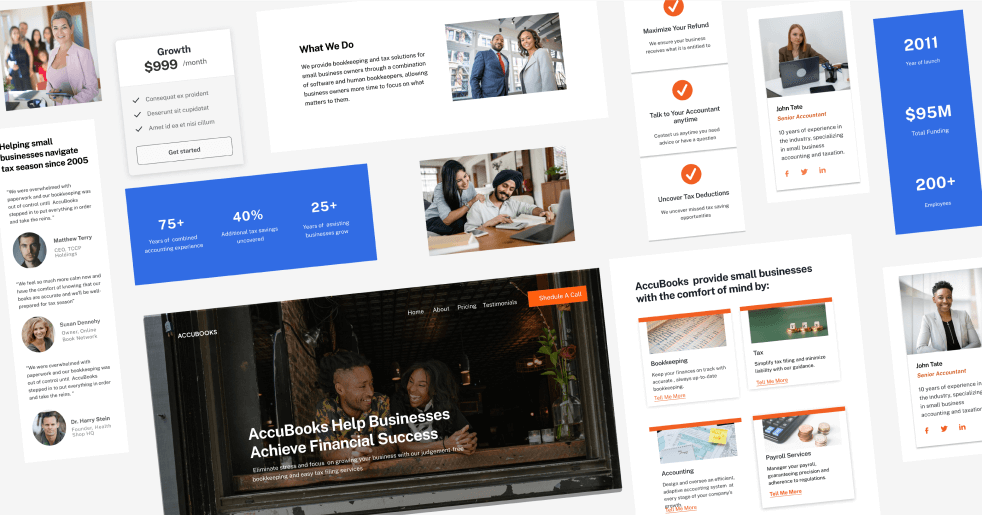 Helping small
businesses navigate
tax season since 2005
"We were overwhelmed with
paperwork and our bookkeeping was
out of control until AccuBooks
stepped in to put everything in order
and take the reins."
Matthew Terry
CEO, TCCP
Holdings
"We feel so much more calm now and
have the comfort of knowing that our
books are accurate and we'll be well-
prepared for tax season"
Susan Dennehy
Owner, Online
Book Network
"We were overwhelmed with
paperwork and our bookkeeping was
out of control until AccuBooks
stepped in to put everything in order
and take the reins."
Dr. Harry Stein
Founder, Health
Shop HQ
Growth
$999 /month
Consequat ex proident
Deserunt sit cupidatat
Amet id ea et nisi cillum
Get started
What We Do
We provide bookkeeping and tax solutions for
small business owners through a combination
of software and human bookkeepers, allowing
business owners more time to focus on what
matters to them.
75+
Years of combined
accounting experience
40%
Additional tax savings
uncovered
25+
Years of assisting
businesses grow
ACCUBOOKS
Home About Pricing Testimonials
Shedule A Call
AccuBooks Help Businesses
Achieve Financial Success
Eliminate stress and focus on growing your business with our judgement-free
bookkeeping and easy tax filing services
Maximize Your Refund
We ensure your business
receives what it is entitled to
Talk to Your Accountant
anytime
Contact us anytime you need
advice or have a question
Uncover Tax Deductions
We uncover missed tax saving
opportunities
John Tate
Senior Accountant
10 years of experience in
the industry, specializing
in small business
accounting and taxation.
2011
Year of launch
$95M
Total Funding
200+
Employees
AccuBooks provide small businesses
with the comfort of mind by:
Bookkeeping
Keep your finances on track with
accurate, always up-to-date
bookkeeping.
Tell Me More
Tax
Simplify tax filing and minimize
liability with our guidance.
Tell Me More
Accounting
Design and oversee an efficient,
adaptive accounting system at
every stage of your company's
growth
Tell Me More
Payroll Services
Manager your payroll,
guaranteeing precision and
adherence to regulations.
Tell Me More
John Tate
Senior Accountant
10 years of experience in
the industry, specializing
in small business
accounting and taxation